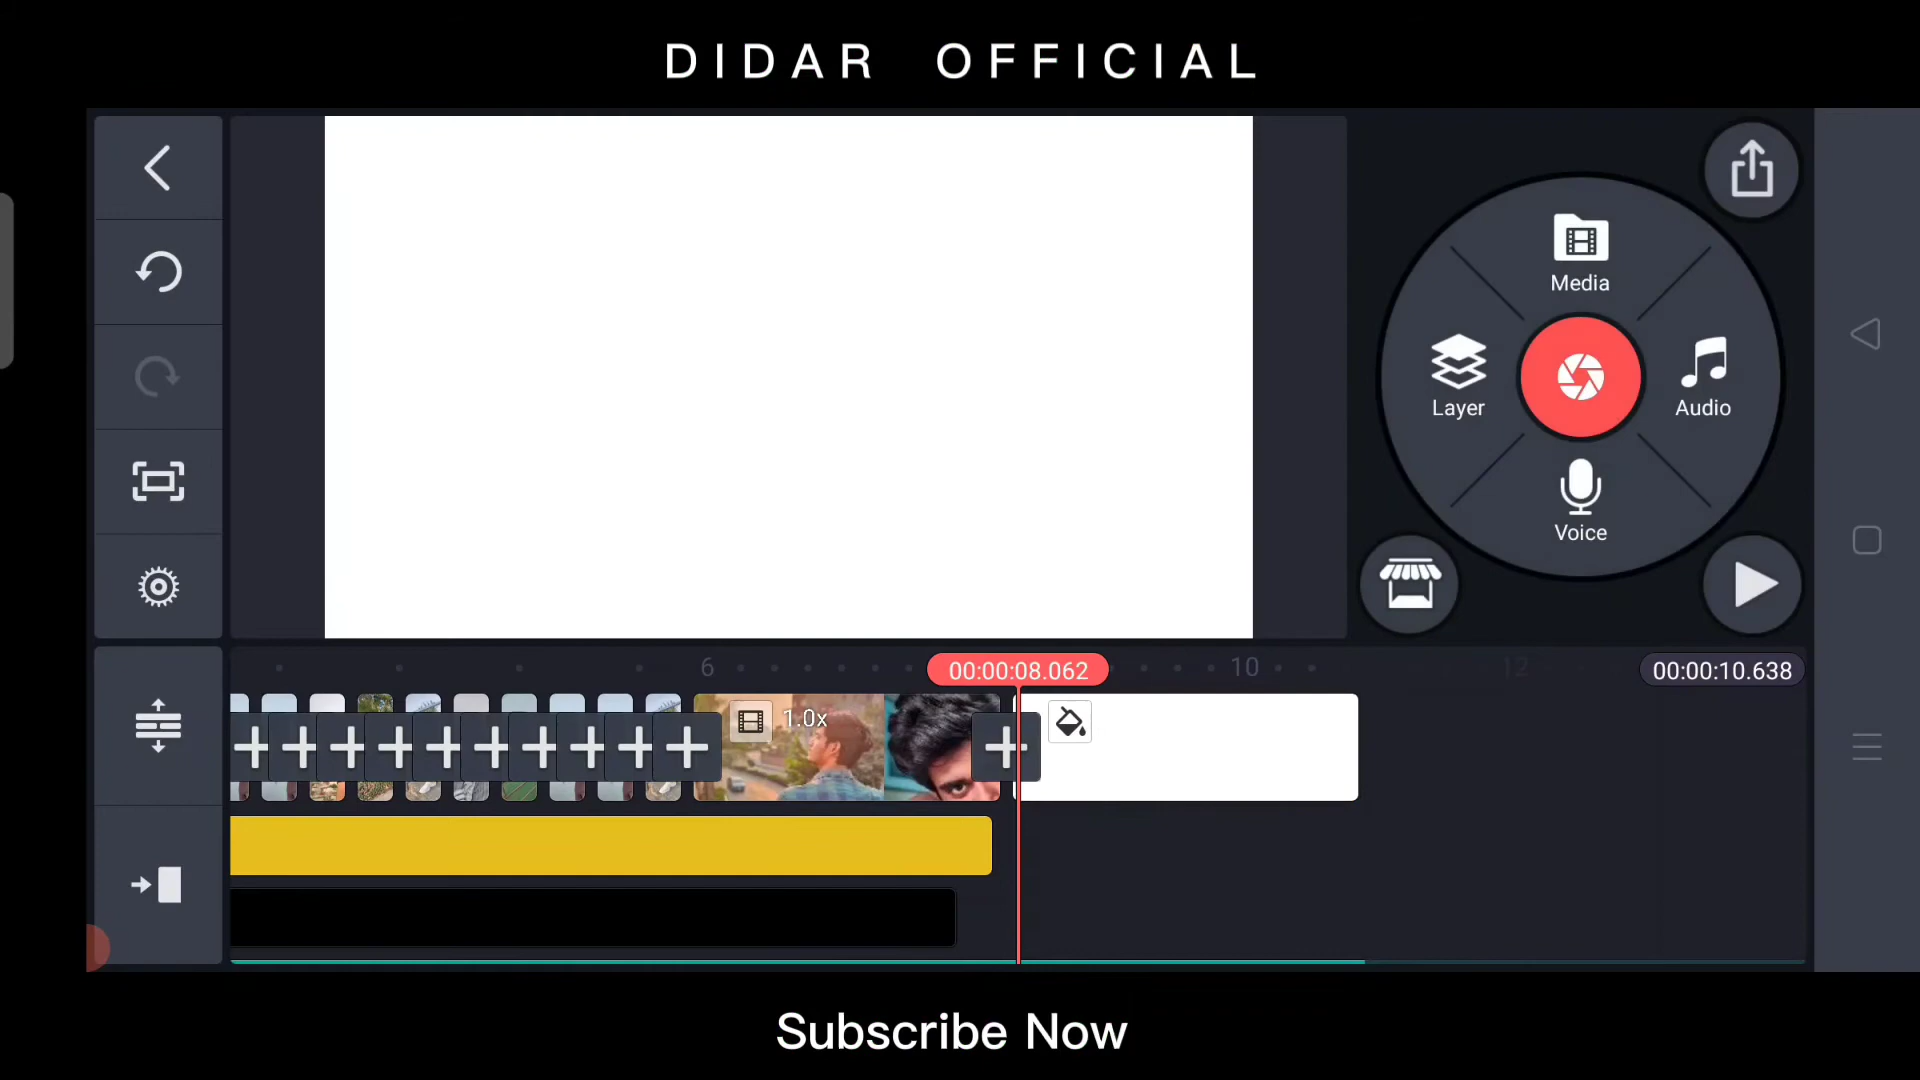 DIDAR OFFICIAL
Media
Layer
Audio
Voice
6
00:00:08.062
10
12
00:00:10.638
1.0x
Subscribe Now